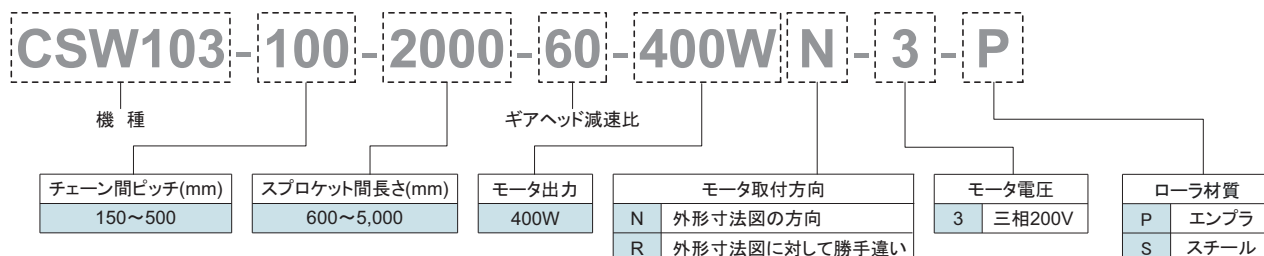 CSW103-100-2000-60-400WN-3-P
機 種
ギアヘッド減速比
チェーン間ピッチ(mm)
150~500
スプロケット間長さ(mm)
600~5,000
モータ出力
400W
モータ取付方向
N 外形寸法図の方向
R 外形寸法図に対して勝手違い
モータ電圧
3 三相200V
ローラ材質
P エンプラ
S スチール